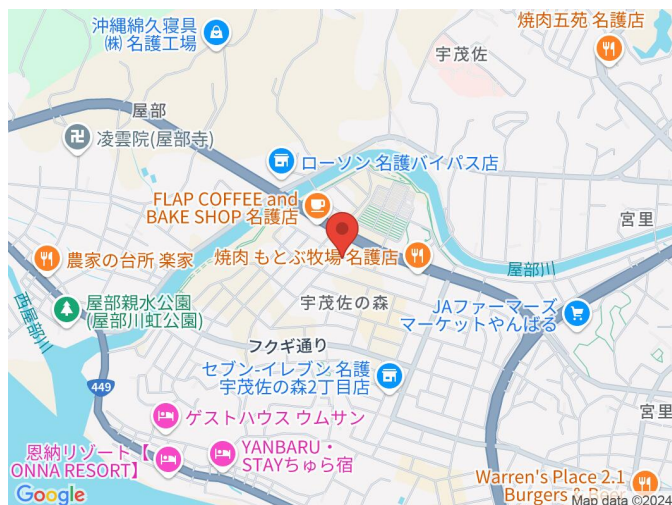 沖縄綿久寝具
㈱ 名護工場
焼肉五苑 名護店
宇茂佐
屋部
凌雲院(屋部寺)
ローソン 名護バイパス店
FLAP COFFEE and
BAKE SHOP 名護店
宮里
農家の台所 楽家
焼肉 もとぶ牧場 名護店
屋部川
屋部親水公園
(屋部川虹公園)
西屋部川
宇茂佐の森
JAファーマーズ
マーケットやんばる
フクギ通り
セブン-イレブン 名護
宇茂佐の森2丁目店
449
ゲストハウス ウムサン
宮里
恩納リゾート【
ONNA RESORT】
YANBARU・
STAYちゅら宿
Warren's Place 2.1
Burgers &
Google
Map data ©2024